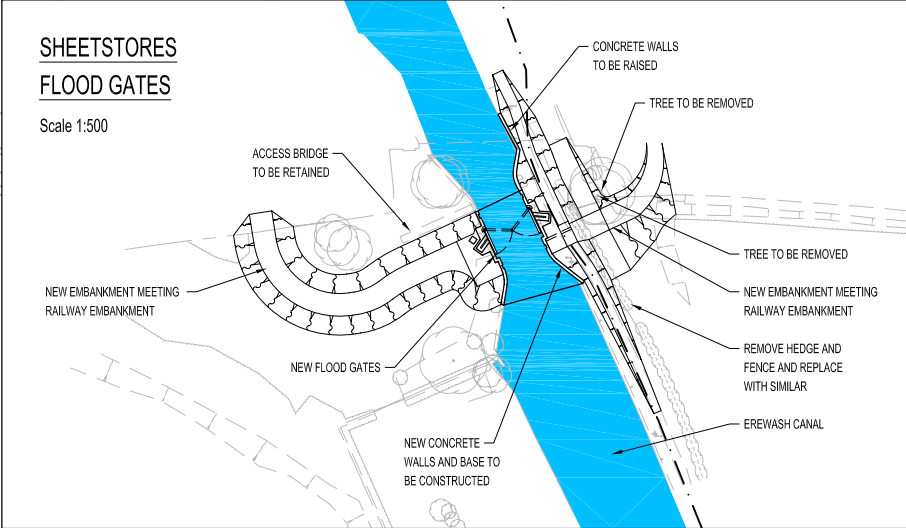 SHEETSTORES
FLOOD GATES
Scale 1:500
CONCRETE WALLS
TO BE RAISED
TREE TO BE REMOVED
ACCESS BRIDGE
TO BE RETAINED
TREE TO BE REMOVED
NEW EMBANKMENT MEETING
RAILWAY EMBANKMENT
NEW EMBANKMENT MEETING
RAILWAY EMBANKMENT
REMOVE HEDGE AND
FENCE AND REPLACE
WITH SIMILAR
NEW FLOOD GATES
EREWASH CANAL
NEW CONCRETE
WALLS AND BASE TO
BE CONSTRUCTED